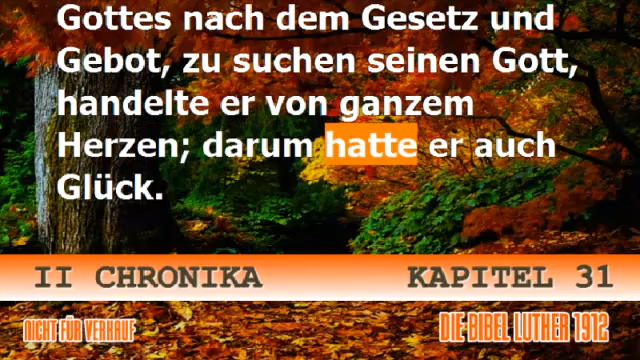 Gottes nach dem Gesetz und
Gebot, zu suchen seinen Gott,
handelte er von ganzem
Herzen; darum hatte er auch
Glück.
II CHRONIKA KAPITEL 31
NICHT FÜR VERKAUF DIE BIBEL LUTHER 1912